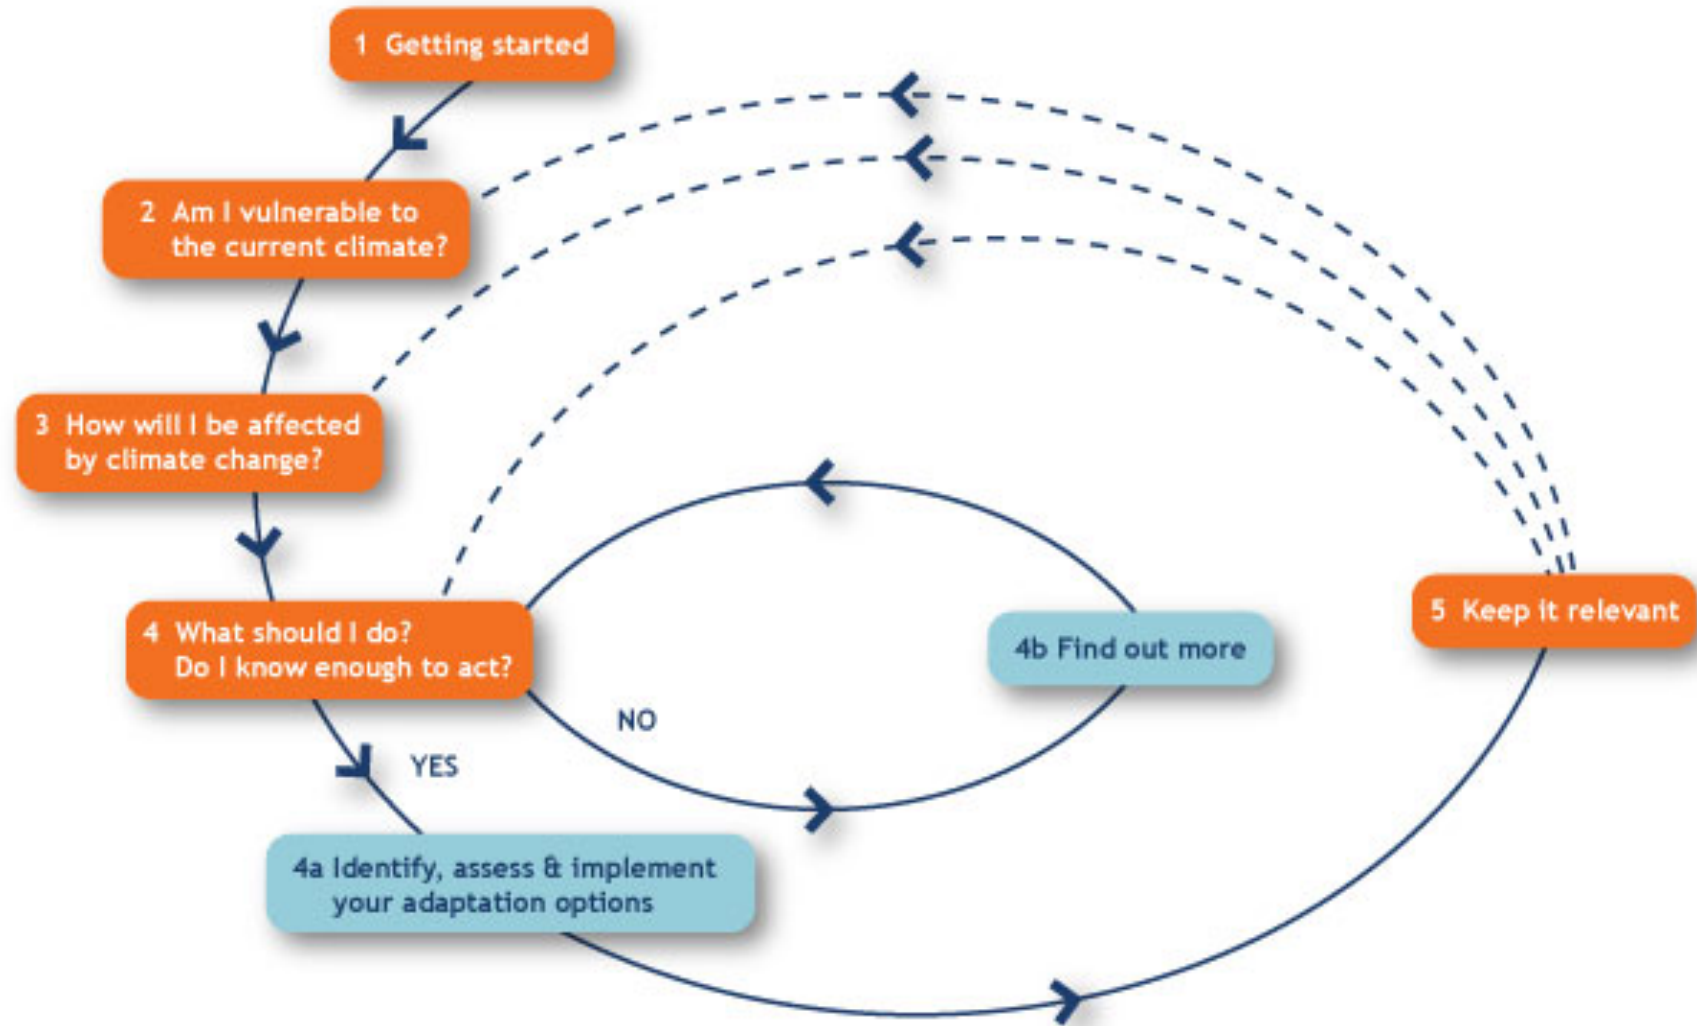 1 Getting started
2 Am I vulnerable to
the current climate?
3 How will I be affected
by climate change?
4 What should I do?
Do I know enough to act?
NO
YES
4a Identify, assess & implement
your adaptation options
4b Find out more
5 Keep it relevant